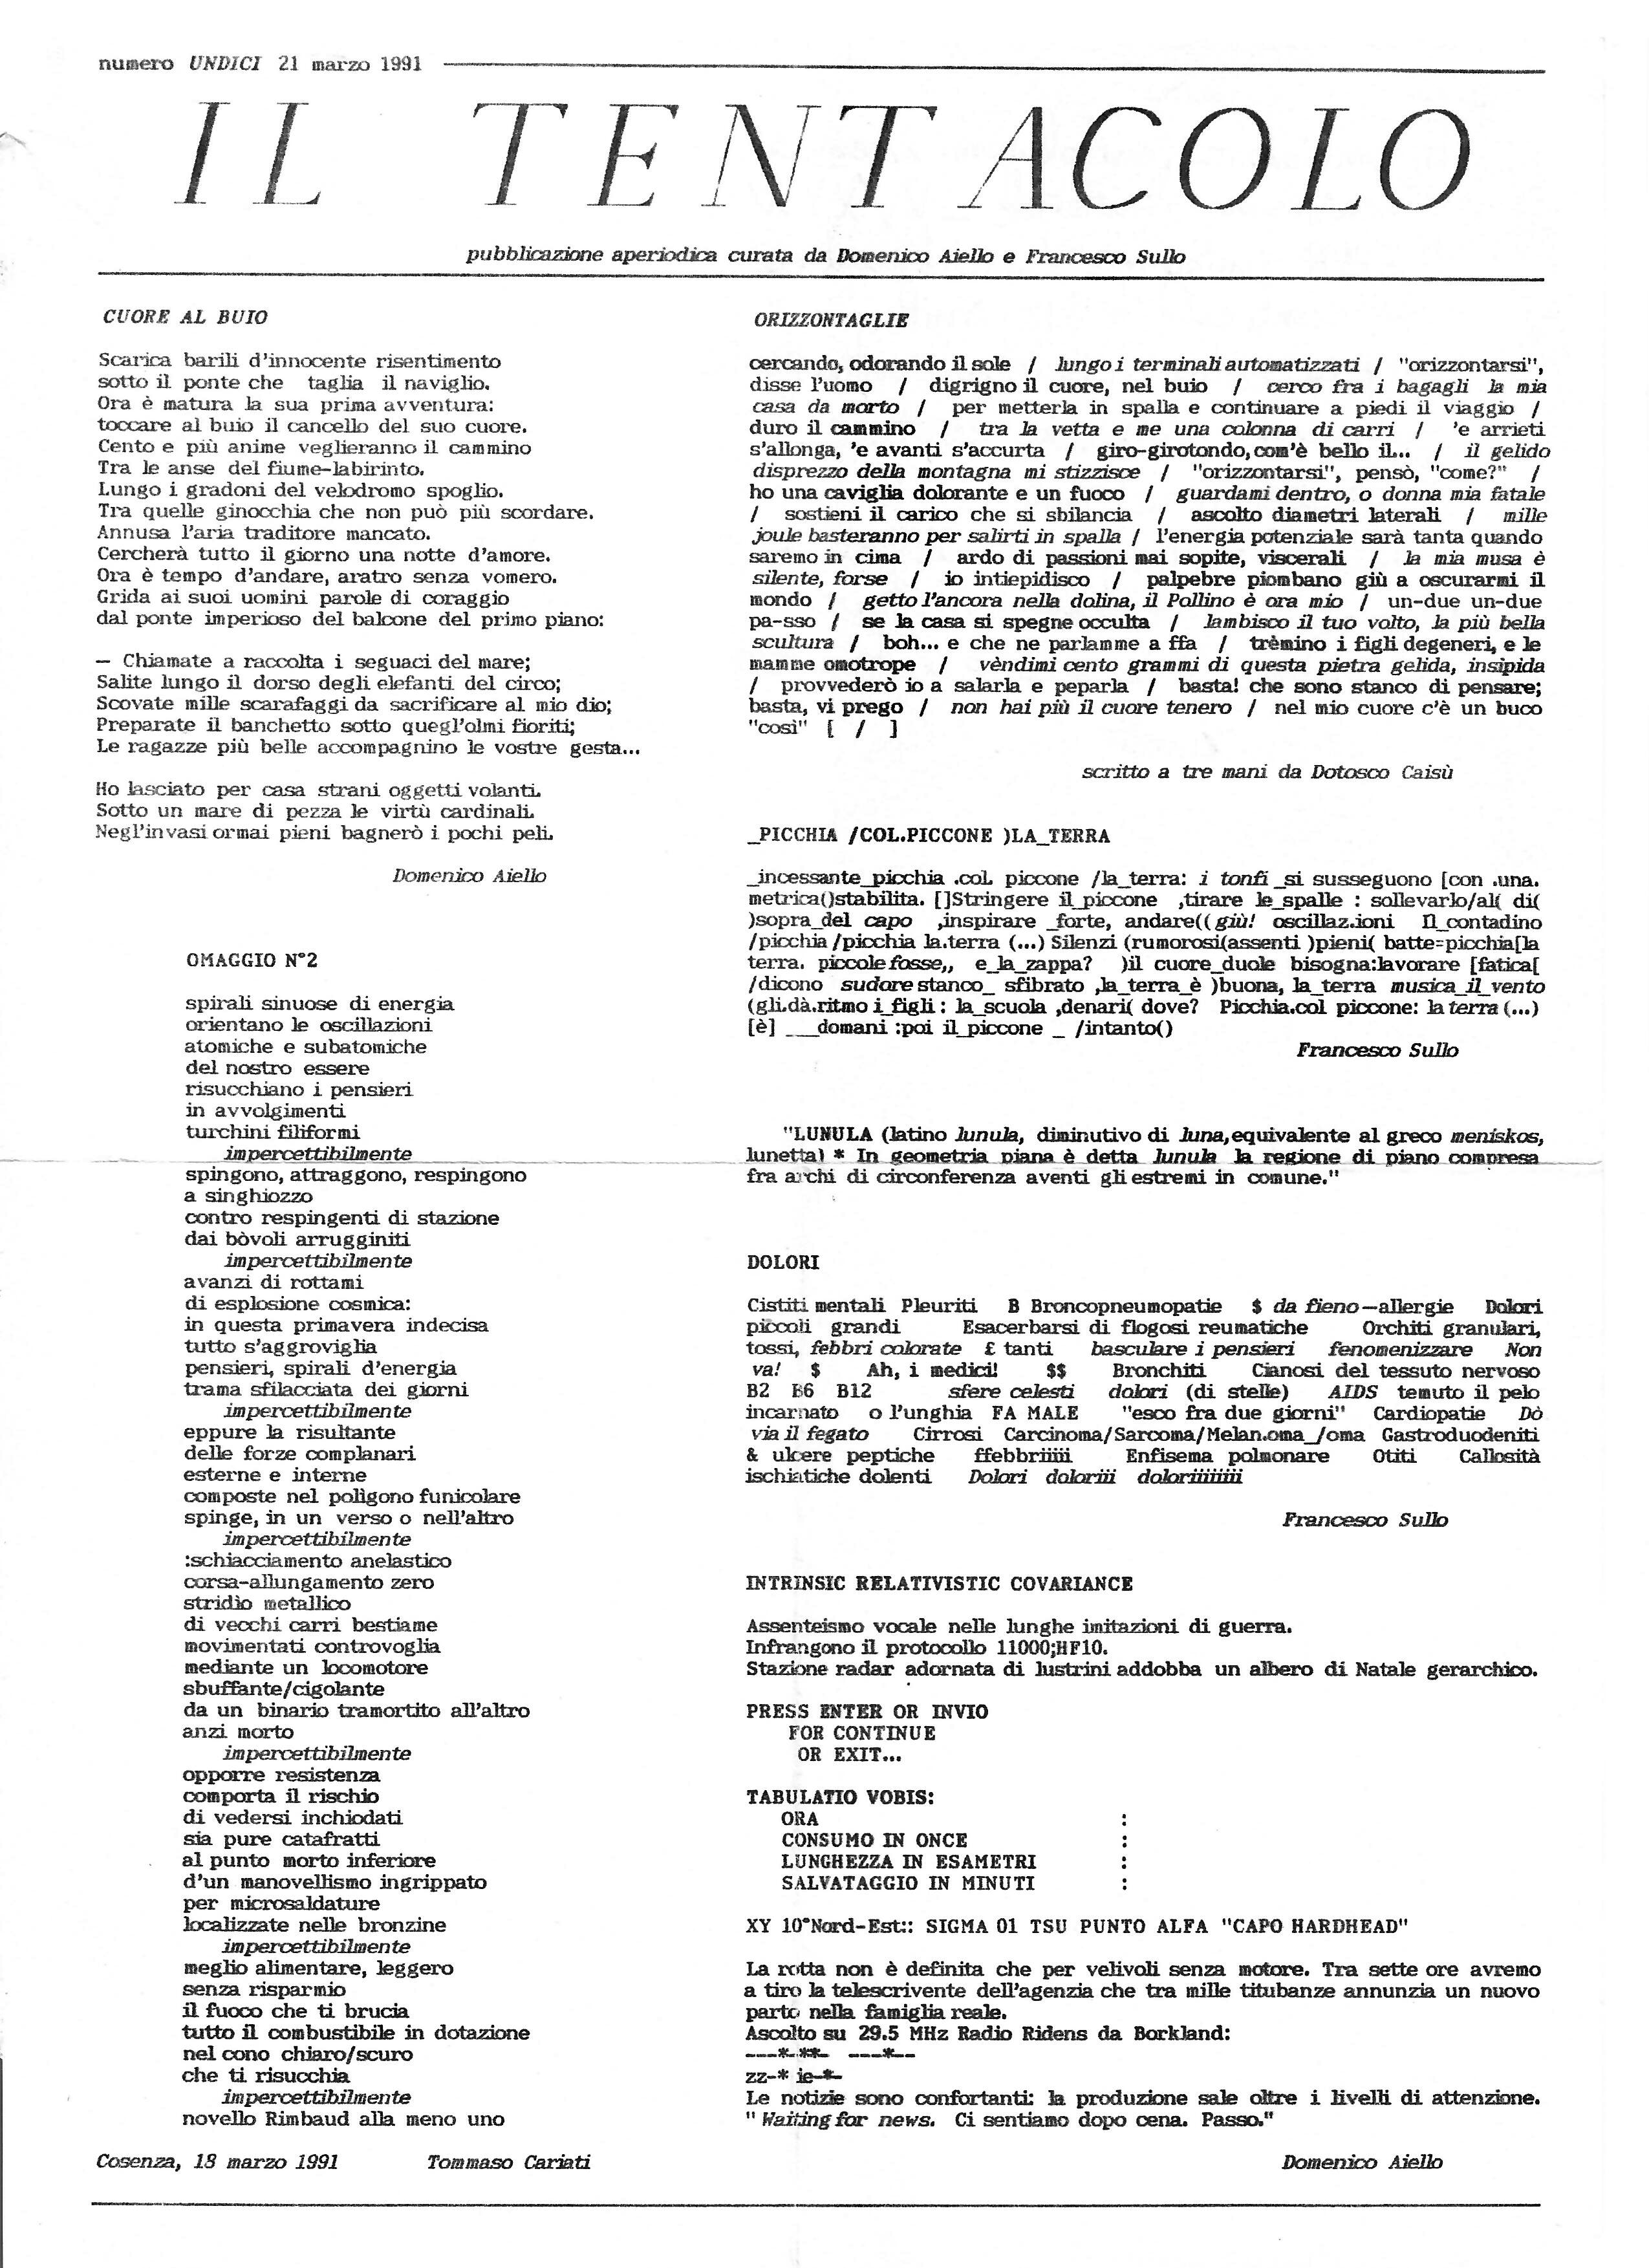 numero UNDICI 21 marzo 1991
IL TENTACOLO
pubblicazione aperiodica curata da Domenico Aiello e Francesco Sullo
CUORE AL BUIO
Scarica barili d'innocente risentimento
sotto il ponte che taglia il naviglio.
Ora è matura la sua prima avventura:
toccare al buio il cancello del suo cuore.
Cento e più anime veglieranno il cammino
Tra le anse del fiume-labirinto.
Lungo i gradoni del velodromo spoglio.
Tra quelle ginocchia che non può più scordare.
Annusa l'aria traditore mancato.
Cercherà tutto il giorno una notte d'amore.
Ora è tempo d'andare, aratro senza vomero.
Grida ai suoi uomini parole di coraggio
dal ponte imperioso del balcone del primo piano:
— Chiamate a raccolta i seguaci del mare;
Salite lungo il dorso degli elefanti del circo;
Scovate mille scarafaggi da sacrificare al mio dio;
Preparate il banchetto sotto quegl'olmi fioriti;
Le ragazze più belle accompagnino le vostre gesta...
Ho lasciato per casa strani oggetti volanti.
Sotto un mare di pezza le virtù cardinali.
Negl'invasi ormai pieni bagnerò i pochi peli.
Domenico Aiello
OMAGGIO N°2
spirali sinuose di energia
orientano le oscillazioni
atomiche e subatomiche
del nostro essere
risucchiano i pensieri
in avvolgimenti
turchini filiformi
impercettibilmente
spingono, attraggono, respingono
a singhiozzo
contro respingenti di stazione
dai bòvoli arrugginiti
impercettibilmente
avanzi di rottami
di esplosione cosmica:
in questa primavera indecisa
tutto s'aggroviglia
pensieri, spirali d'energia
trama sfilacciata dei giorni
impercettibilmente
eppure la risultante
delle forze complanari
esterne e interne
composte nel poligono funicolare
spinge, in un verso o nell'altro
impercettibilmente
:schiacciamento anelastico
corsa-allungamento zero
stridìo metallico
di vecchi carri bestiame
movimentati controvoglia
mediante un locomotore
sbuffante/cigolante
da un binario tramortito all'altro
anzi morto
impercettibilmente
opporre resistenza
comporta il rischio
di vedersi inchiodati
sia pure catafratti
al punto morto inferiore
d'un manovellismo ingrippato
per microsaldature
localizzate nelle bronzine
impercettibilmente
meglio alimentare, leggero
senza risparmio
il fuoco che ti brucia
tutto il combustibile in dotazione
nel cono chiaro/scuro
che ti risucchia
impercettibilmente
novello Rimbaud alla meno uno
Cosenza, 18 marzo 1991 Tommaso Cariati
ORIZZONTAGLIE
cercando, odorando il sole / lungo i terminali automatizzati / "orizzontarsi",
disse l'uomo / digrigno il cuore, nel buio / cerco fra i bagagli la mia
casa da morto / per metterla in spalla e continuare a piedi il viaggio /
duro il cammino / tra la vetta e me una colonna di carri / 'e arrieti
s'allonga, 'e avanti s'accurta / giro-girotondo, com'è bello il... / il gelido
disprezzo della montagna mi stizzisce / "orizzontarsi", pensò, "come?" /
ho una caviglia dolorante e un fuoco / guardami dentro, o donna mia fatale
/ sostieni il carico che si sbilancia / ascolto diametri laterali / mille
joule basteranno per salirti in spalla / l'energia potenziale sarà tanta quando
saremo in cima / ardo di passioni mai sopite, viscerali / la mia musa è
silente, forse / io intiepidisco / palpebre piombano giù a oscurarmi il
mondo / getto l'ancora nella dolina, il Pollino è ora mio / un-due un-due
pa-sso / se la casa si spegne occulta / lambisco il tuo volto, la più bella
scultura / boh... e che ne parlamme a ffa / trèmino i figli degeneri, e le
mamme omotrope / vèndimi cento grammi di questa pietra gelida, insipida
/ provvederò io a salarla e peparla / basta! che sono stanco di pensare;
basta, vi prego / non hai più il cuore tenero / nel mio cuore c'è un buco
"così" [ / ]
scritto a tre mani da Dotosco Caisù
_PICCHIA /COL.PICCONE )LA_TERRA
_incessante_picchia .col. piccone /la_terra: i tonfi _si susseguono [con .una.
metrica()stabilita. []Stringere il_piccone ,tirare le_spalle : sollevarlo/al( di(
)sopra_del capo ,inspirare _forte, andare(( giù! oscillaz.ioni Il_contadino
/picchia /picchia la.terra (...) Silenzi (rumorosi(assenti )pieni( batte=picchia[la
terra. piccole fosse,, e_la_zappa? )il cuore_duole bisogna:lavorare [fatica[
/dicono sudore stanco_ sfibrato ,la_terra_è )buona, la_terra musica_il_vento
(gli.dà.ritmo i_figli : la_scuola ,denari( dove? Picchia.col piccone: la terra (...)
[è] ___domani :poi il_piccone _ /intanto()
Francesco Sullo
"LUNULA (latino lunula, diminutivo di luna, equivalente al greco menískos,
lunetta) * In geometria piana è detta lunula la regione di piano compresa
fra archi di circonferenza aventi gli estremi in comune."
DOLORI
Cistiti mentali Pleuriti B Broncopneumopatie $ da fieno—allergie Dolori
piccoli grandi Esacerbarsi di flogosi reumatiche Orchiti granulari,
tossi, febbri colorate £ tanti basculare i pensieri fenomenizzare Non
va! $ Ah, i medici! $$ Bronchiti Cianosi del tessuto nervoso
B2 B6 B12 sfere celesti dolori (di stelle) AIDS temuto il pelo
incarnato o l'unghia FA MALE "esco fra due giorni" Cardiopatie Dò
via il fegato Cirrosi Carcinoma/Sarcoma/Melan.oma_/oma Gastroduodeniti
& ulcere peptiche ffebbriiiii Enfisema polmonare Otiti Callosità
ischiatiche dolenti Dolori doloriii doloriiiiiiii
Francesco Sullo
INTRINSIC RELATIVISTIC COVARIANCE
Assenteismo vocale nelle lunghe imitazioni di guerra.
Infrangono il protocollo 11000;HF10.
Stazione radar adornata di lustrini addobba un albero di Natale gerarchico.
PRESS ENTER OR INVIO
FOR CONTINUE
OR EXIT...
TABULATIO VOBIS:
ORA :
CONSUMO IN ONCE :
LUNGHEZZA IN ESAMETRI :
SALVATAGGIO IN MINUTI :
XY 10°Nord-Est:: SIGMA 01 TSU PUNTO ALFA "CAPO HARDHEAD"
La rotta non è definita che per velivoli senza motore. Tra sette ore avremo
a tiro la telescrivente dell'agenzia che tra mille titubanze annunzia un nuovo
parto nella famiglia reale.
Ascolto su 29.5 MHz Radio Ridens da Borkland:
---*-**- ---*--
zz-* ie-*-
Le notizie sono confortanti: la produzione sale oltre i livelli di attenzione.
"Waiting for news. Ci sentiamo dopo cena. Passo."
Domenico Aiello